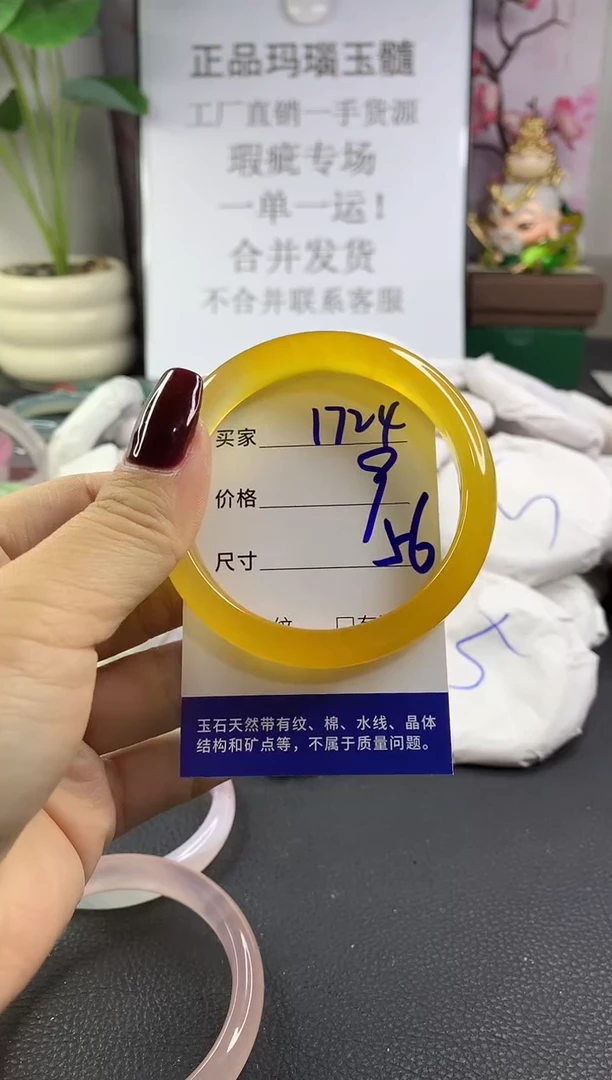 正品玛瑙玉髓
工厂直销一手货源
瑕疵专场
一单一运!
合并发货
不合并联系客服
买家 1724
价格 9
尺寸 56
玉石天然带有纹、棉、水线、晶体
结构和矿点等，不属于质量问题。